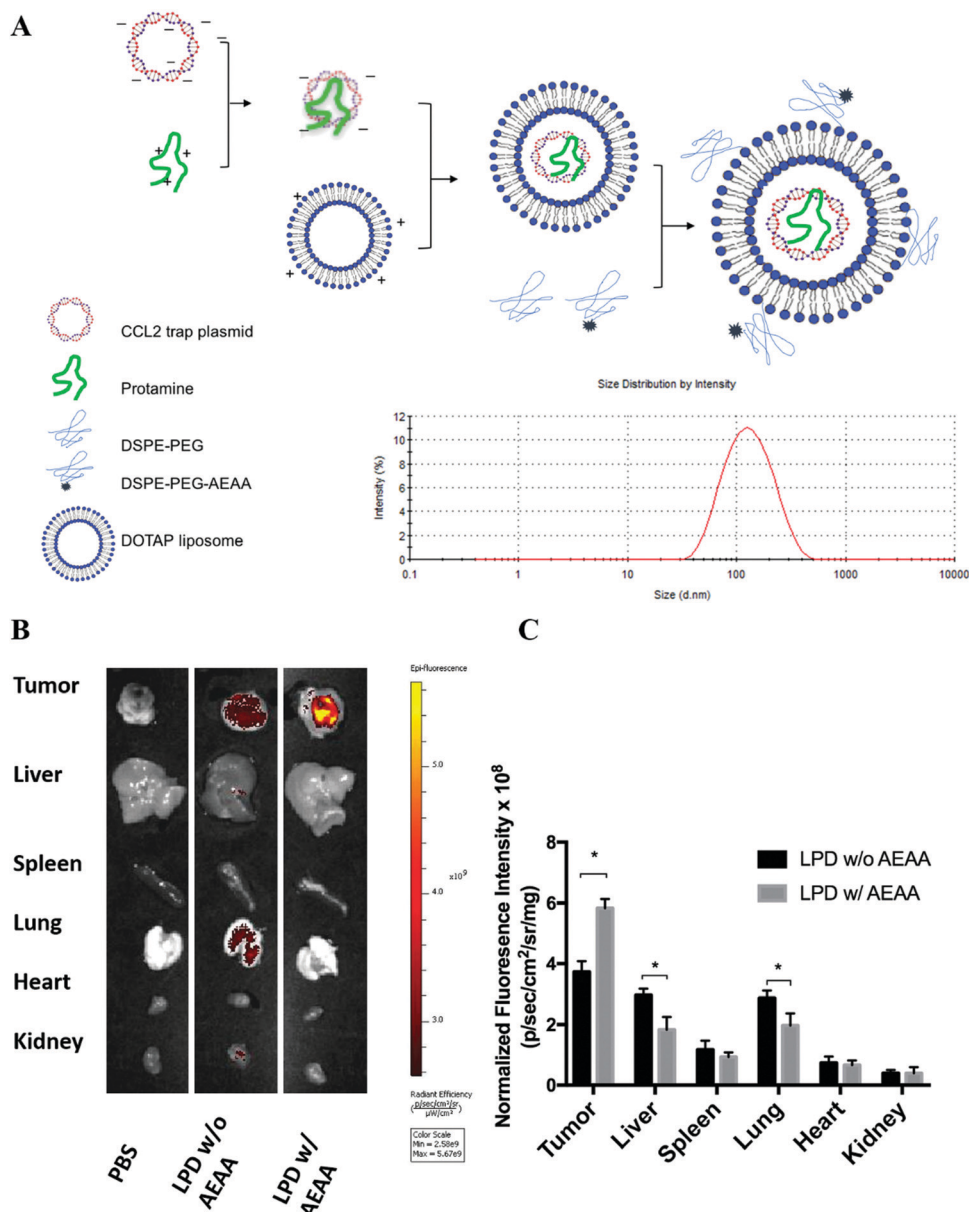 A
CCL2 trap plasmid
Protamine
DSPE-PEG
DSPE-PEG-AEAA
DOTAP liposome
Size Distribution by Intensity
Intensity (%)
12
10
8
6
4
2
0
0.1 1 10 100 1000 10000
Size (d.nm)
B
Tumor
Liver
Spleen
Lung
Heart
Kidney
PBS
LPD w/o
AEAA
LPD w/
AEAA
Epi-fluorescence
5.0
x10⁹
4.0
3.0
Radiant Efficiency
(p/sec/cm²/sr
µW/cm²)
Color Scale
Min = 2.58e9
Max = 5.67e9
C
Normalized Fluoresence Intensity x 10⁸
(p/sec/cm²/sr/mg)
8
6
4
2
0
LPD w/o AEAA
LPD w/ AEAA
* * *
Tumor
Liver
Spleen
Lung
Heart
Kidney